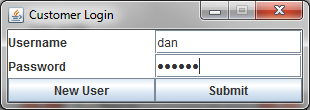 Customer Login
Username dan
Password ••••••
New User Submit